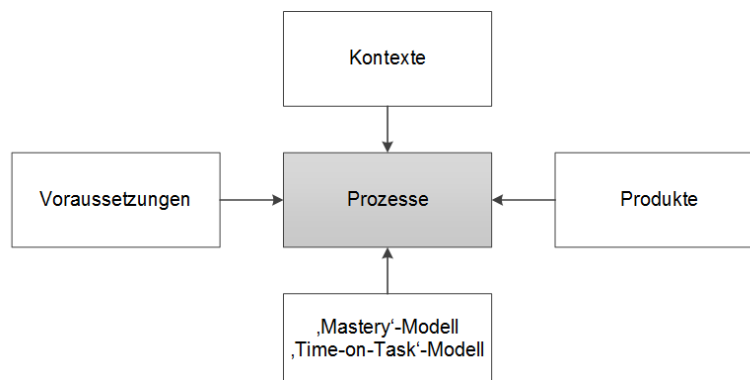 Kontexte
Voraussetzungen
Prozesse
Produkte
‚Mastery‘-Modell
‚Time-on-Task‘-Modell